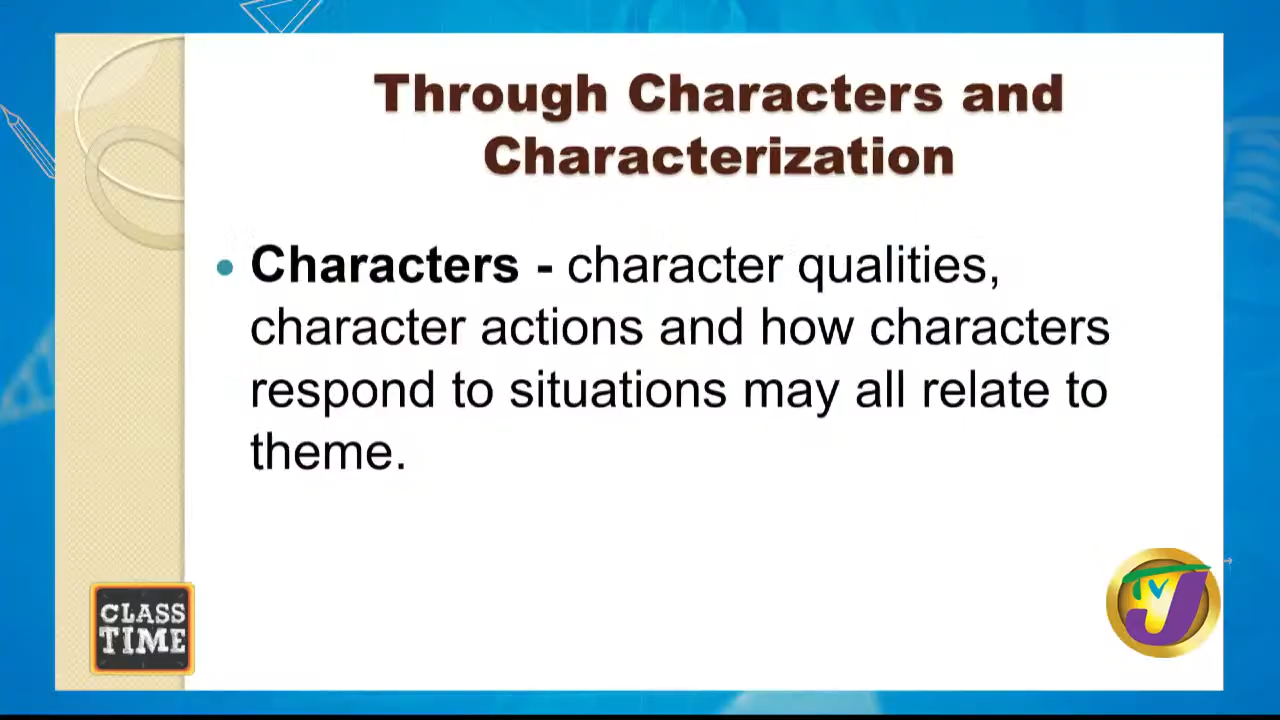 Through Characters and
Characterization
• Characters - character qualities,
character actions and how characters
respond to situations may all relate to
theme.
CLASS
TIME
TVJ